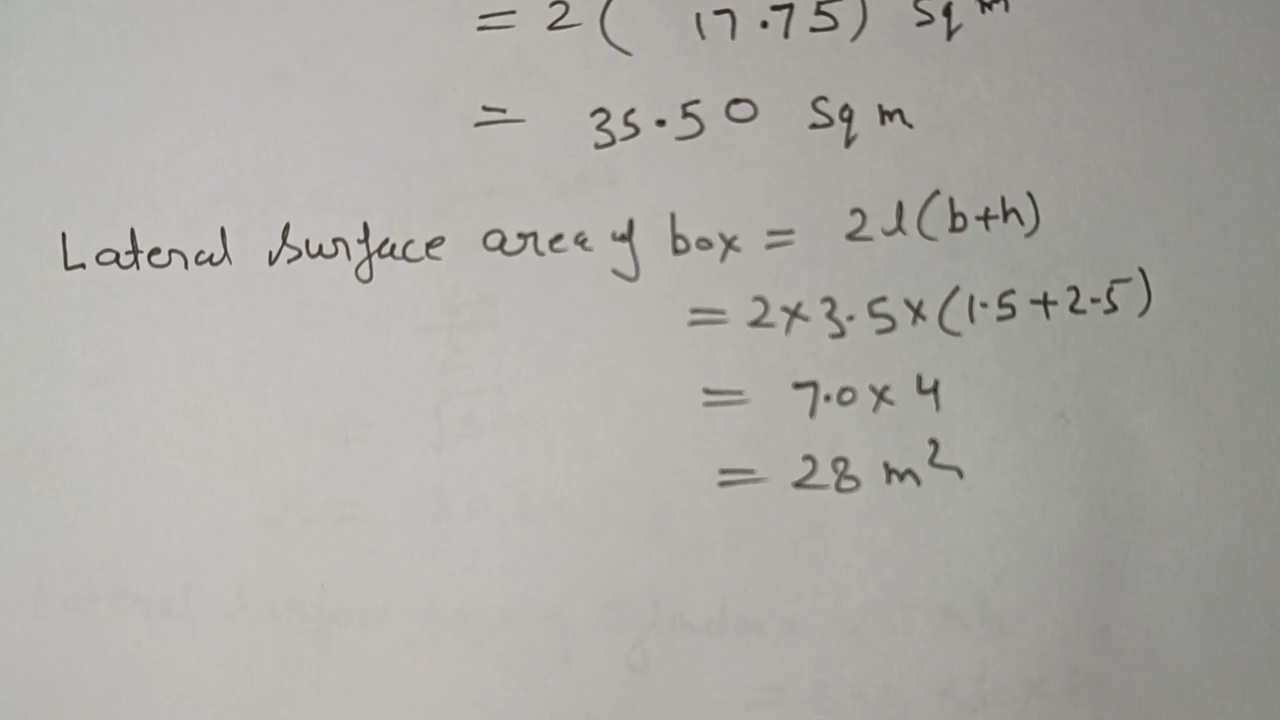 = 2( 17.75) Sq m
= 35.50 Sq m
Lateral surface area of box = 2l(b+h)
= 2×3.5×(1.5+2.5)
= 7.0×4
= 28 m²